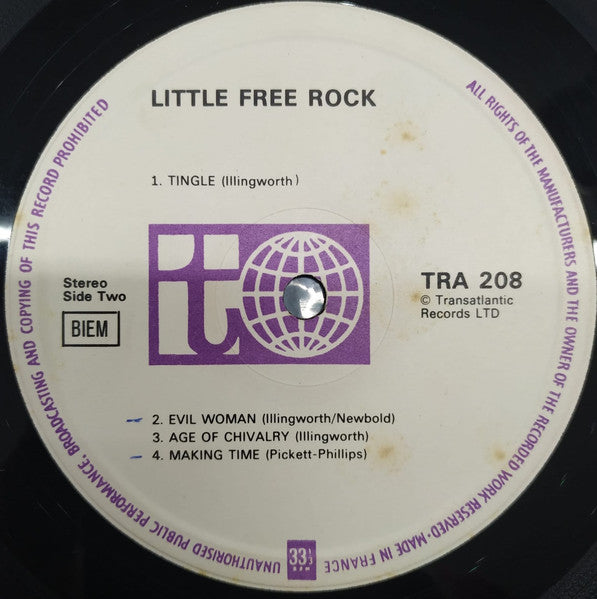 LITTLE FREE ROCK
1. TINGLE (Illingworth)
Stereo
Side Two
BIEM
t
TRA 208
© Transatlantic
Records LTD
2. EVIL WOMAN (Illingworth/Newbold)
3. AGE OF CHIVALRY (Illingworth)
4. MAKING TIME (Pickett-Phillips)
33 1/3
RPM
ALL RIGHTS OF THE MANUFACTURERS AND THE OWNER OF THE RECORDED WORK RESERVED · MADE IN FRANCE
UNAUTHORISED PUBLIC PERFORMANCE, BROADCASTING AND COPYING OF THIS RECORD PROHIBITED